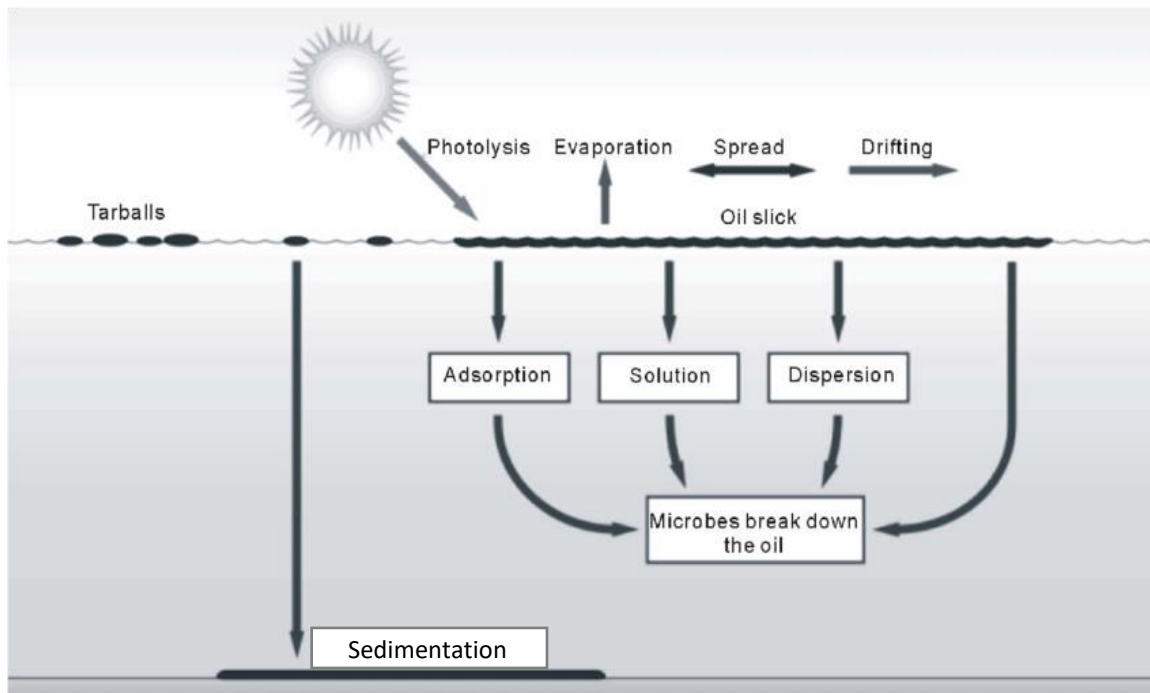 Photolysis
Evaporation
Spread
Drifting
Tarballs
Oil slick
Adsorption
Solution
Dispersion
Microbes break down
the oil
Sedimentation